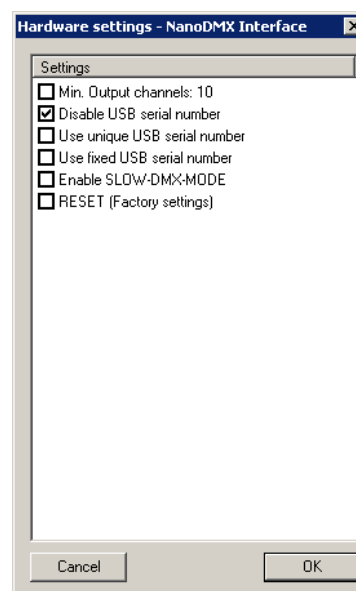 Hardware settings - NanoDMX Interface
Settings
Min. Output channels: 10
Disable USB serial number
Use unique USB serial number
Use fixed USB serial number
Enable SLOW-DMX-MODE
RESET (Factory settings)
Cancel
OK